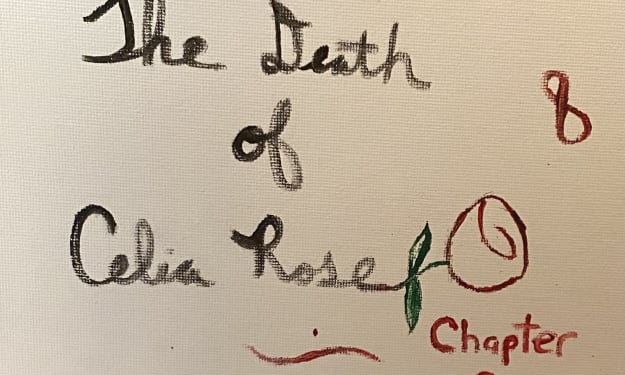 The Death
8
of
Celia Rose
Chapter